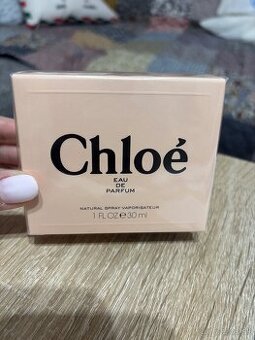 Chloé
EAU
DE
PARFUM
NATURAL SPRAY VAPORISATEUR
1 FL OZ ℮ 30 ml